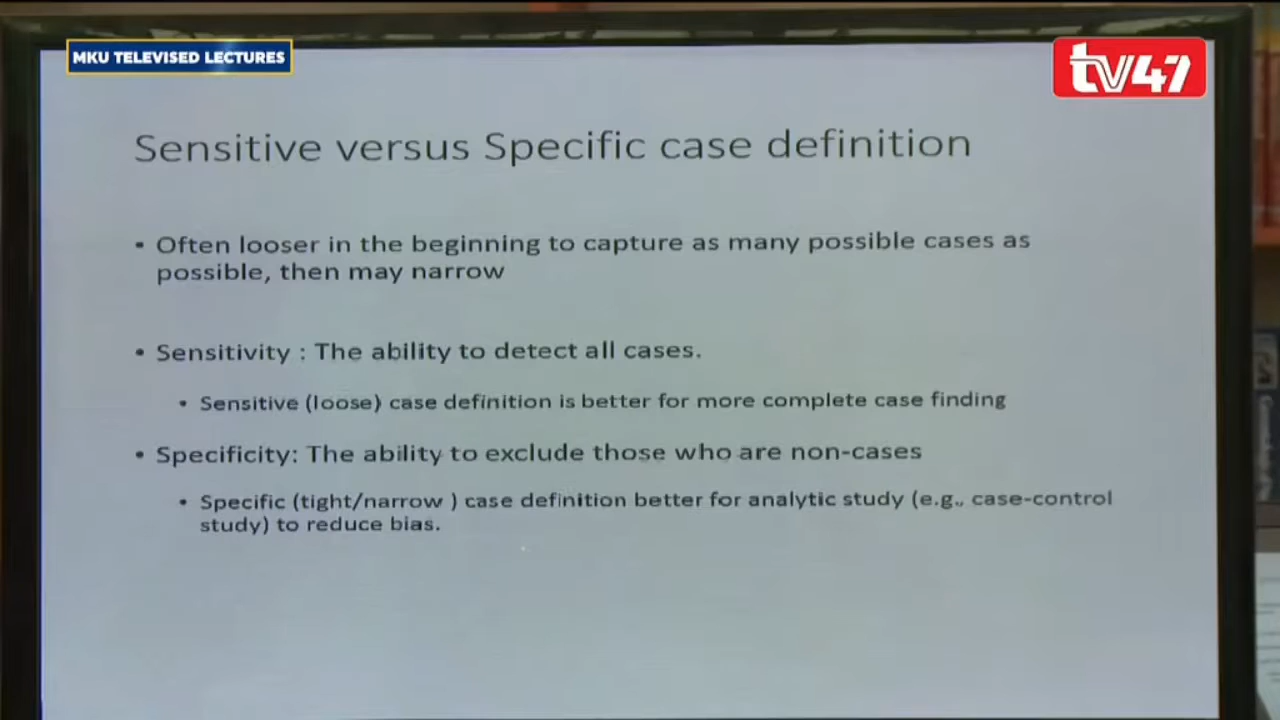 MKU TELEVISED LECTURES
tv47
Sensitive versus Specific case definition
• Often looser in the beginning to capture as many possible cases as
possible, then may narrow
• Sensitivity : The ability to detect all cases.
• Sensitive (loose) case definition is better for more complete case finding
• Specificity: The ability to exclude those who are non-cases
• Specific (tight/narrow ) case definition better for analytic study (e.g., case-control
study) to reduce bias.